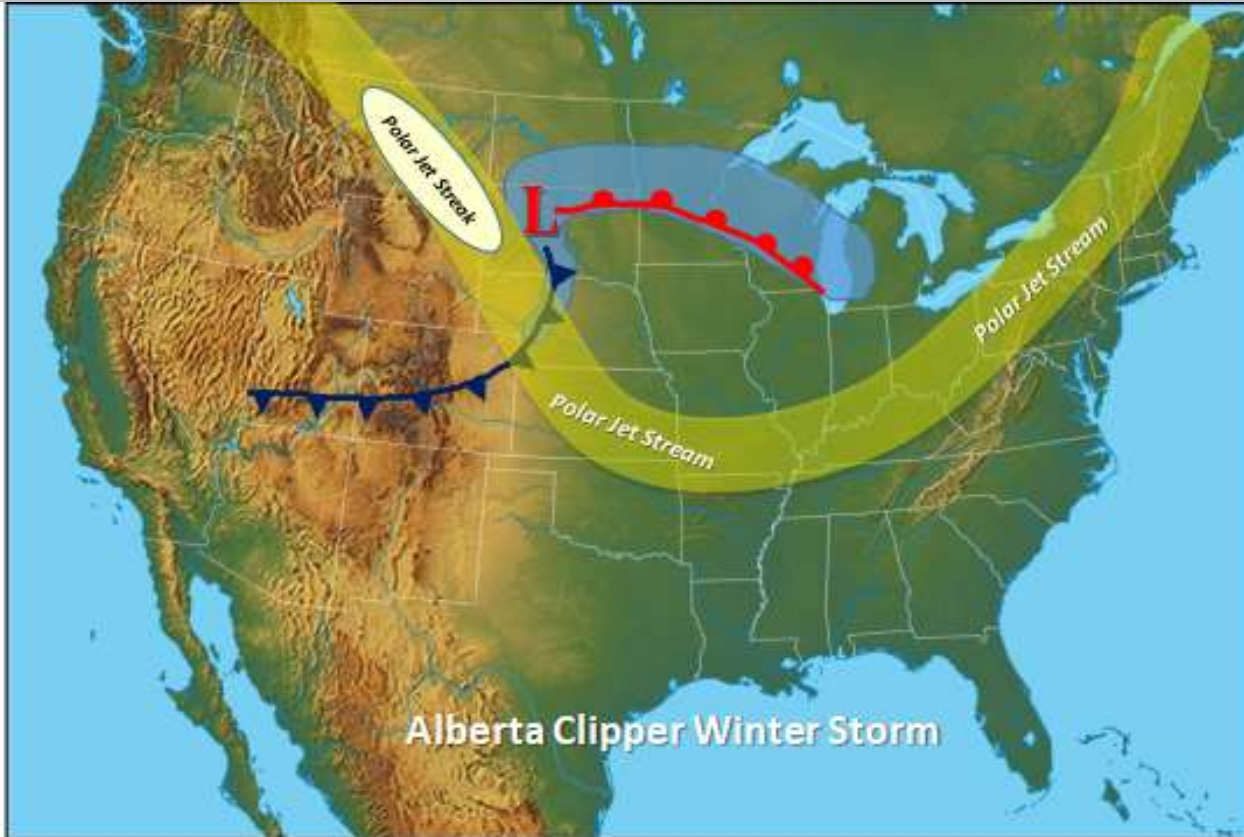 Polar Jet Streak
L
Polar Jet Stream
Polar Jet Stream
Alberta Clipper Winter Storm